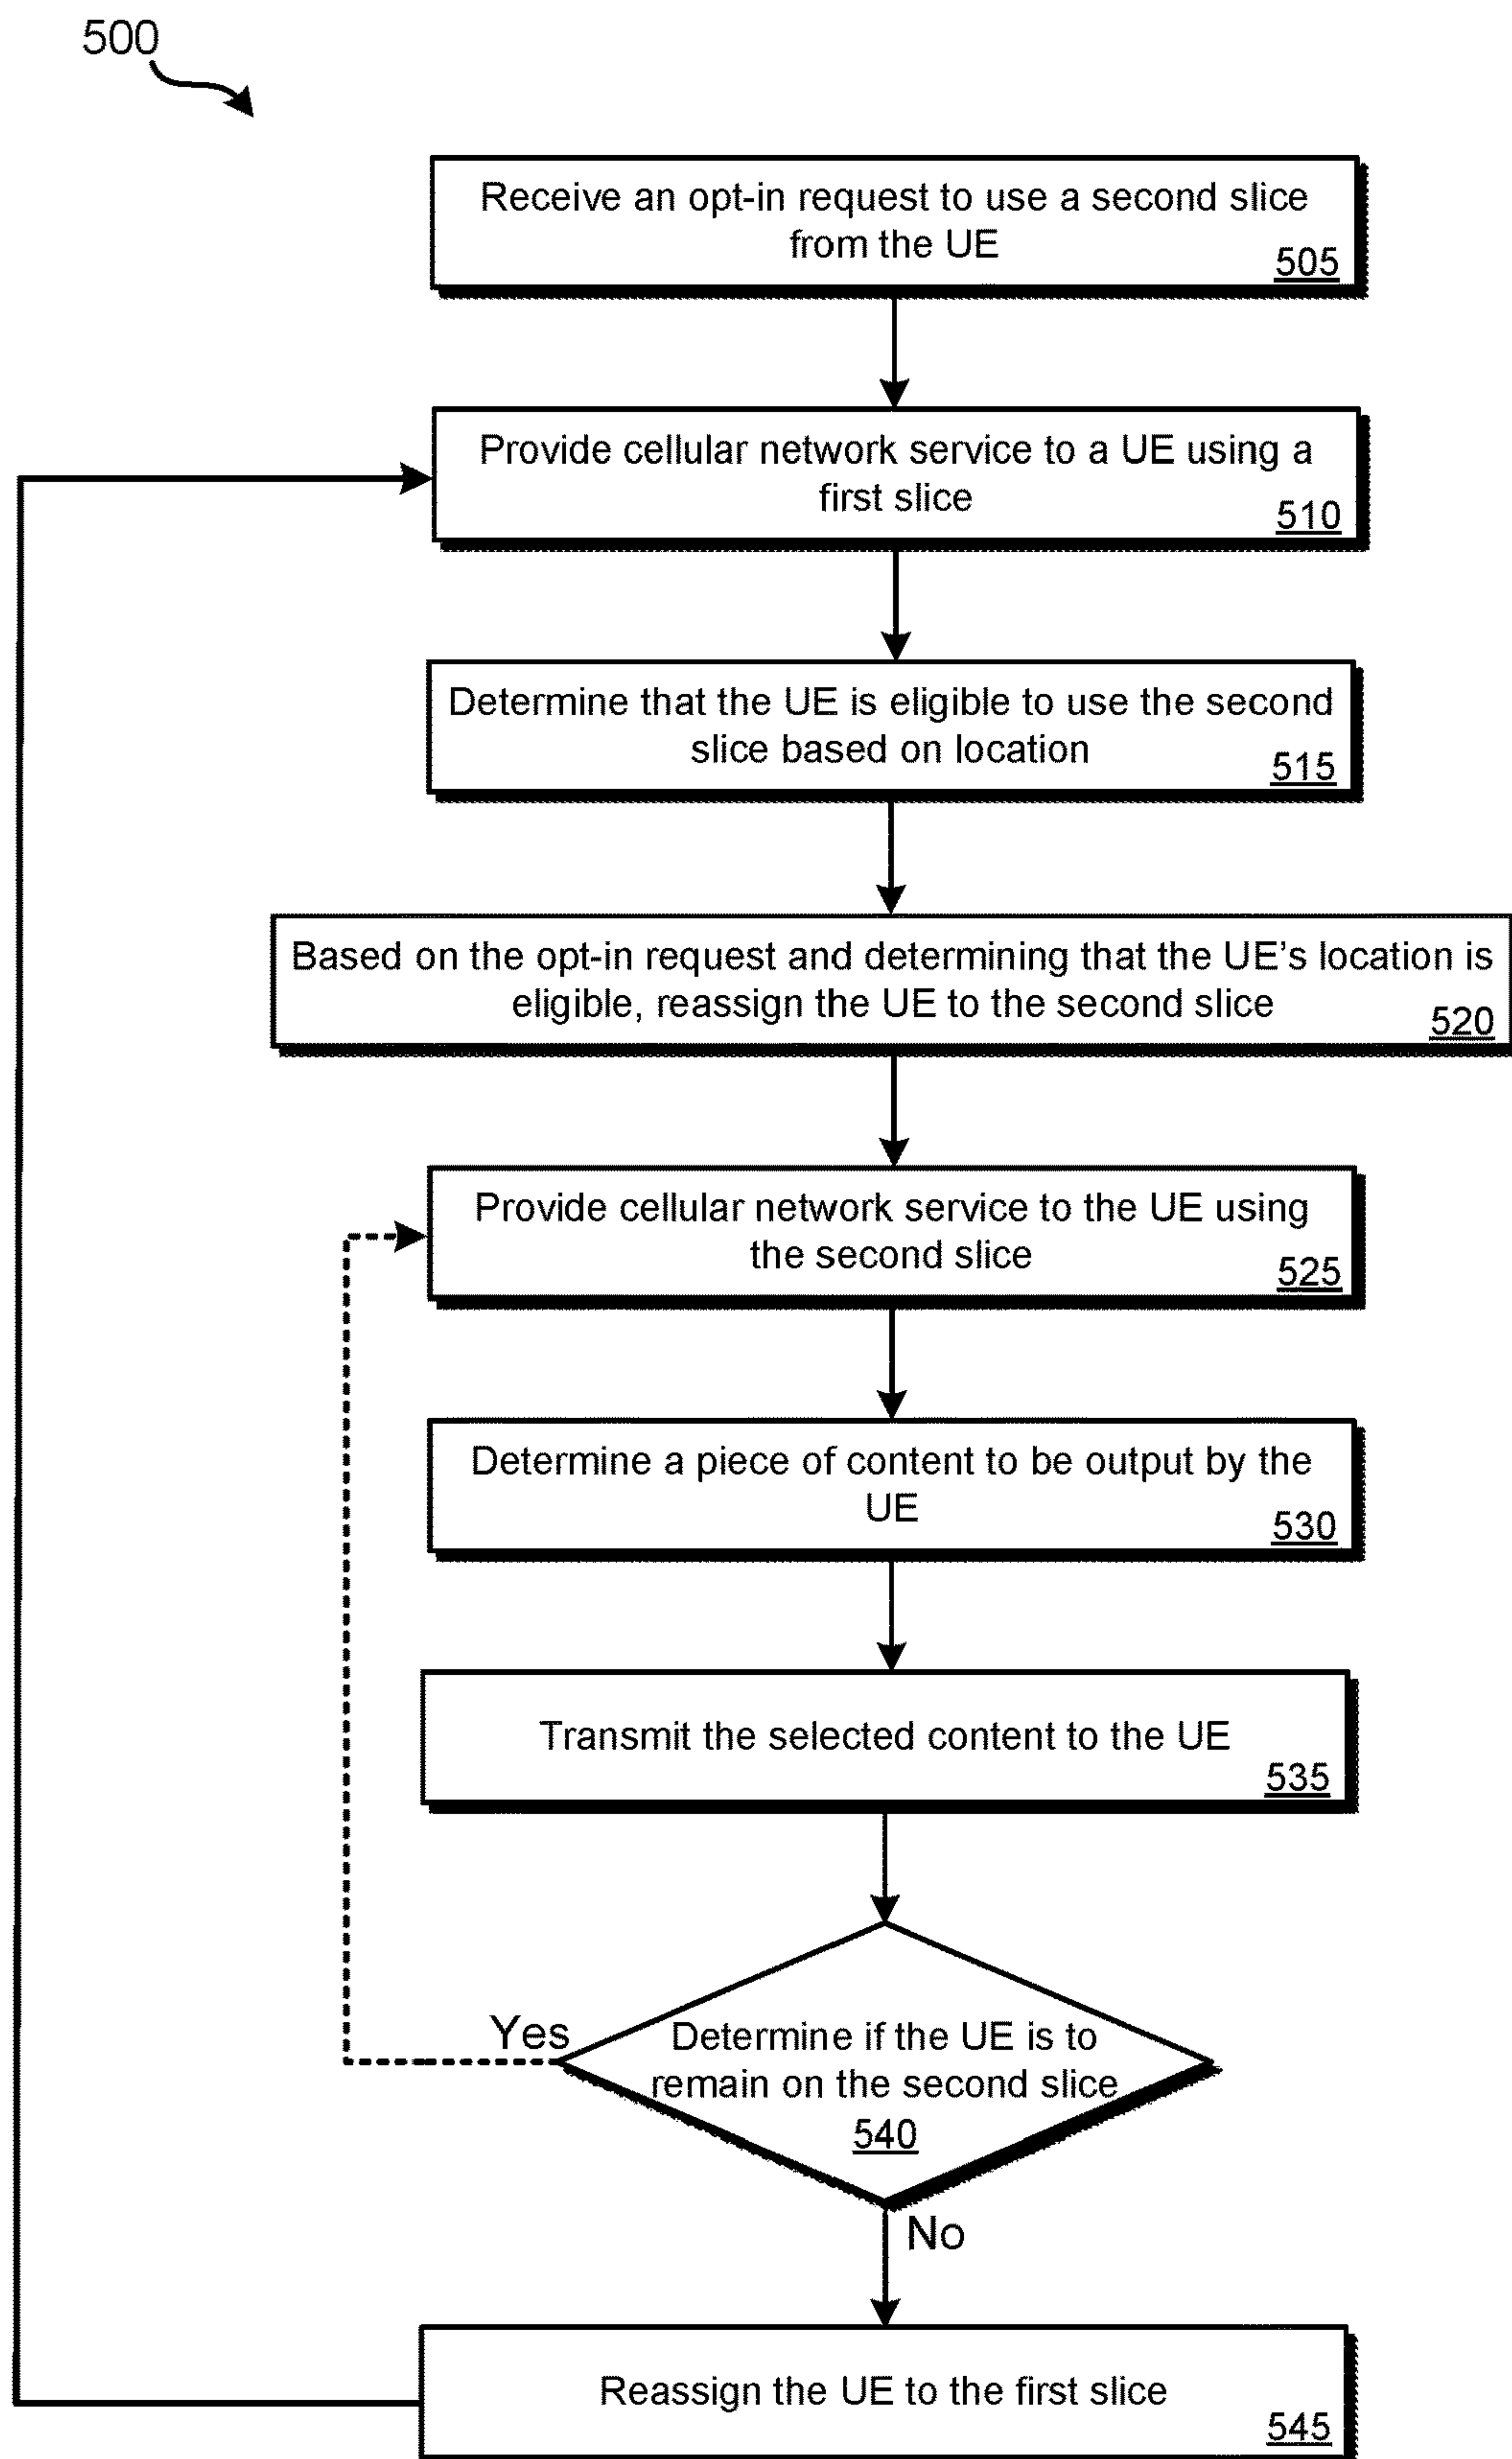 500
Receive an opt-in request to use a second slice
from the UE
505
Provide cellular network service to a UE using a
first slice
510
Determine that the UE is eligible to use the second
slice based on location
515
Based on the opt-in request and determining that the UE's location is
eligible, reassign the UE to the second slice
520
Provide cellular network service to the UE using
the second slice
525
Determine a piece of content to be output by the
UE
530
Transmit the selected content to the UE
535
Yes
Determine if the UE is to
remain on the second slice
540
No
Reassign the UE to the first slice
545